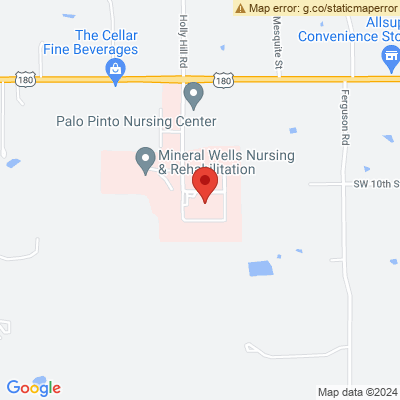 Map error: g.co/staticmaperror
The Cellar
Fine Beverages
Holly Hill Rd
Mesquite St
Allsup
Convenience Sto
180
180
Palo Pinto Nursing Center
Ferguson Rd
Mineral Wells Nursing
& Rehabilitation
SW 10th S
Google
Map data ©2024